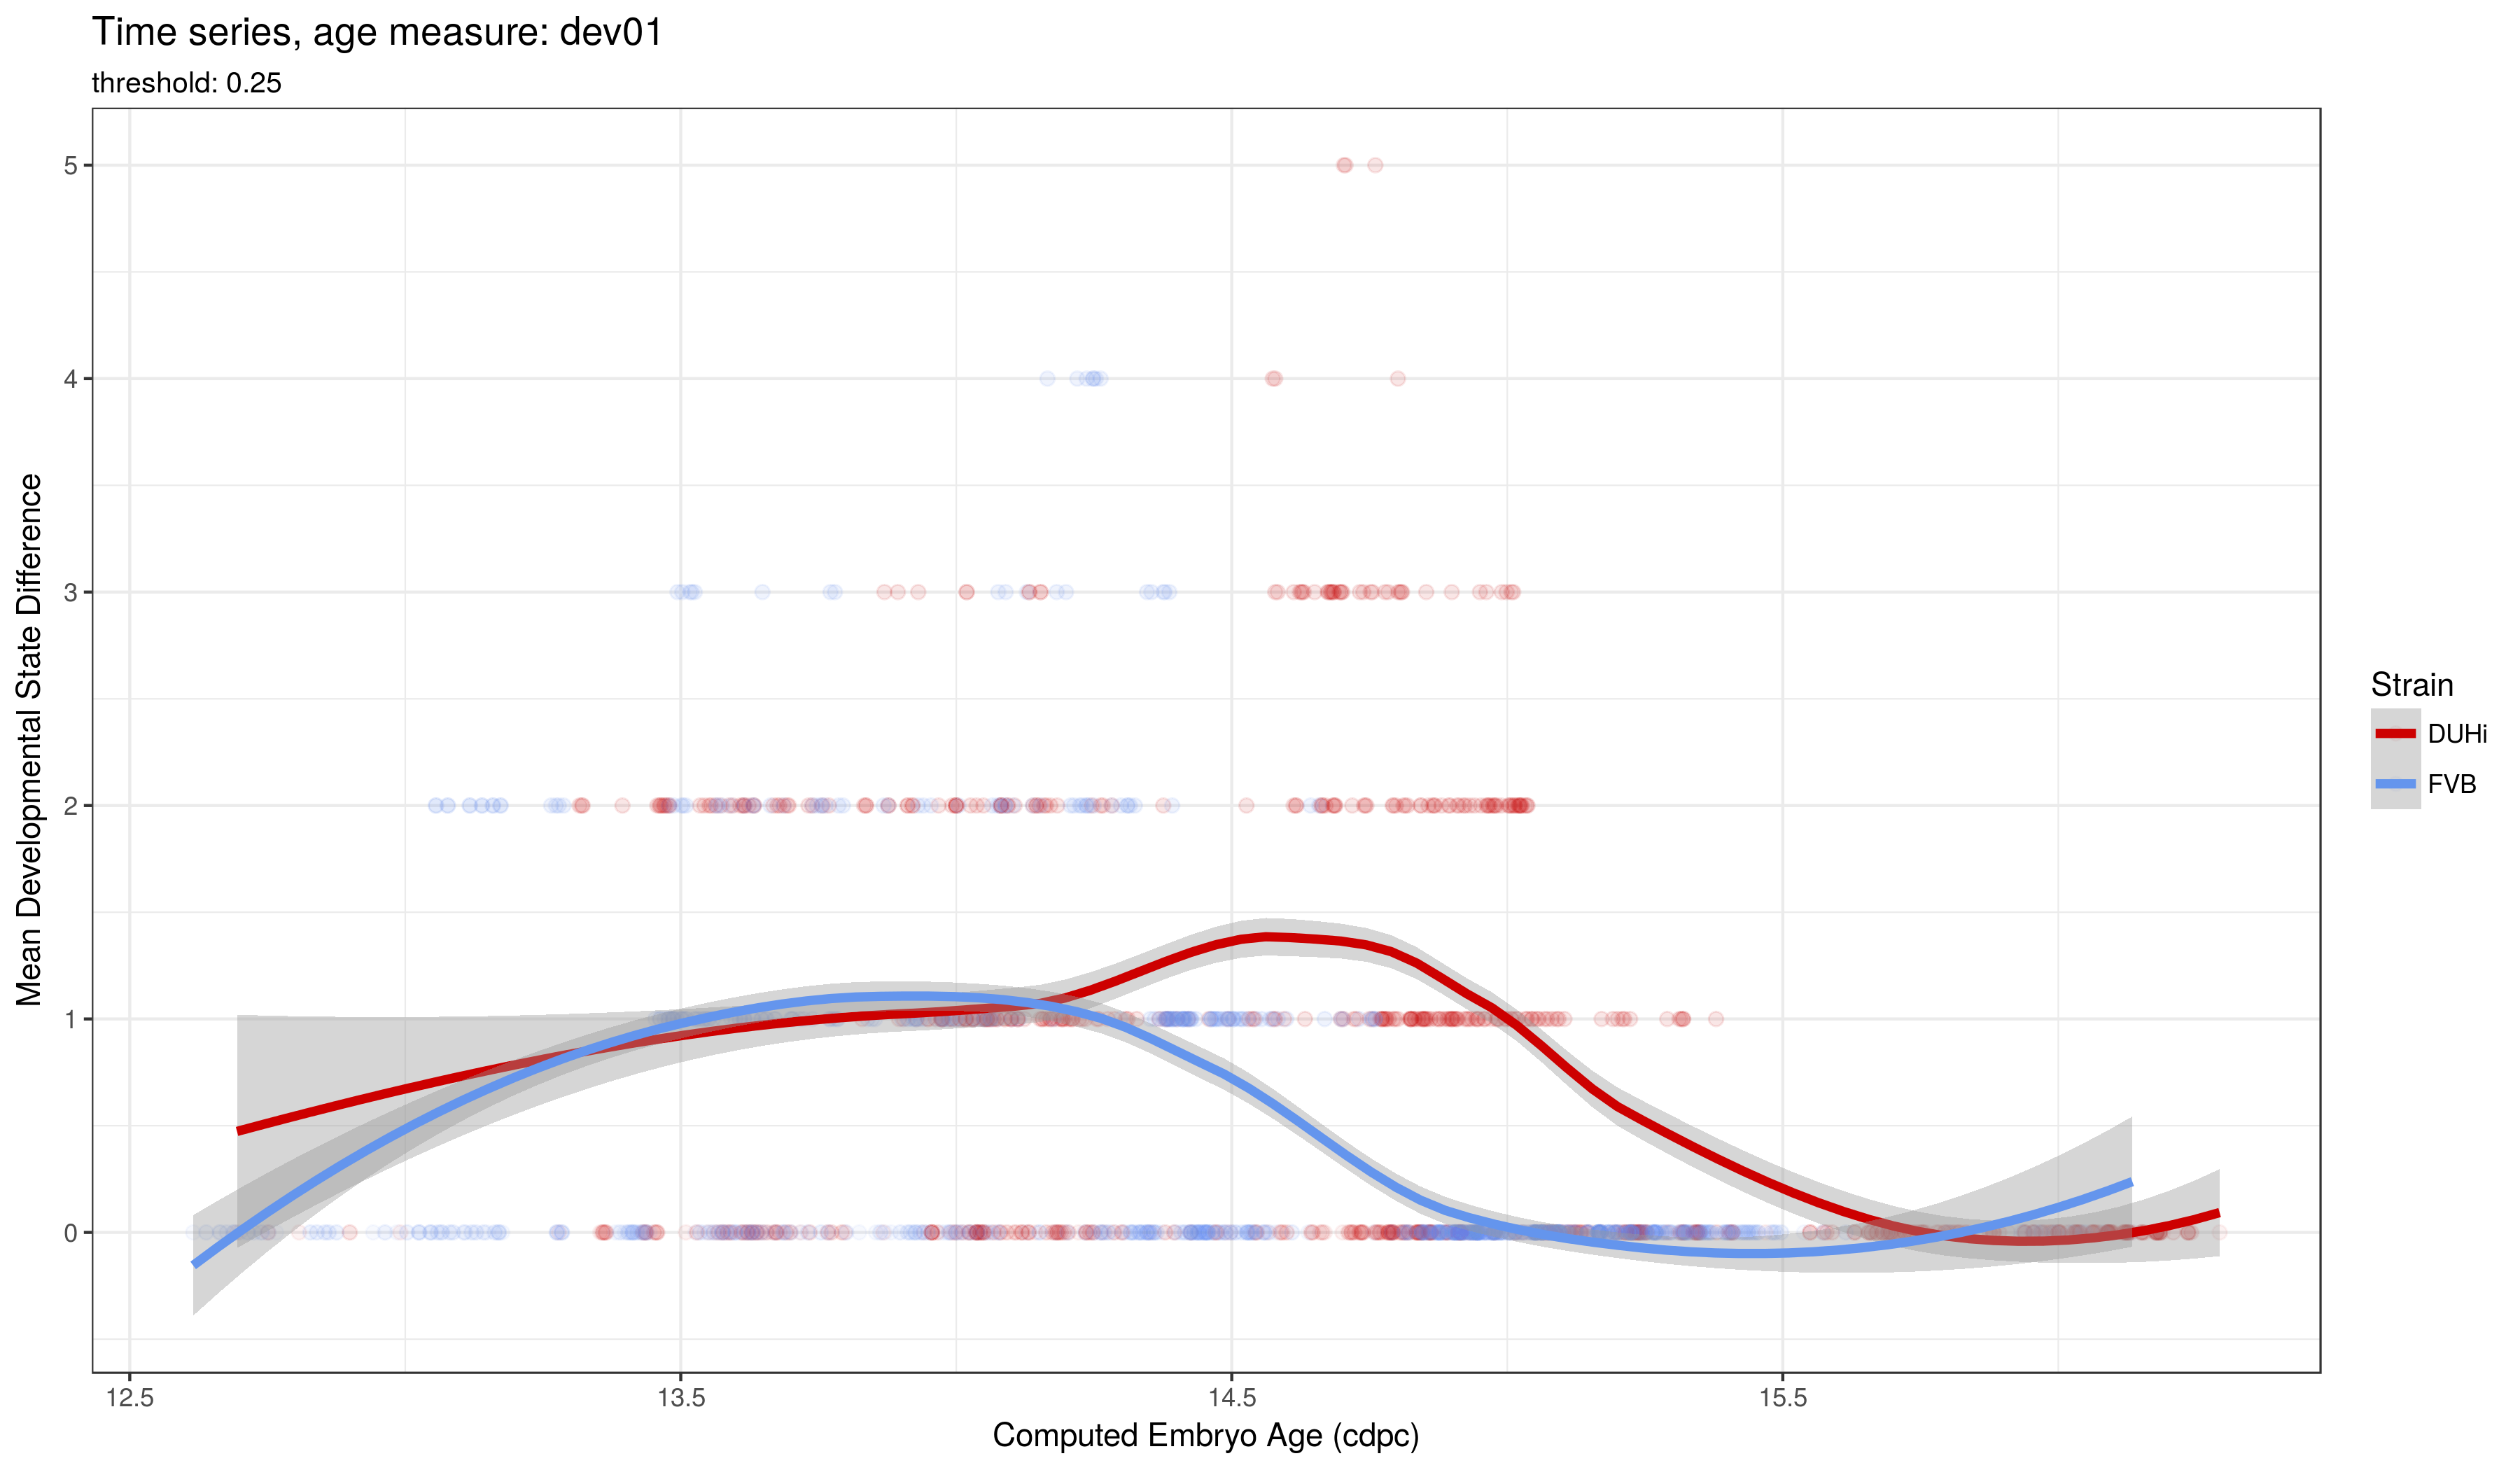 Time series, age measure: dev01
threshold: 0.25
Mean Developmental State Difference
5
4
3
2
1
0
12.5
13.5
14.5
15.5
Computed Embryo Age (cdpc)
Strain
DUHi
FVB